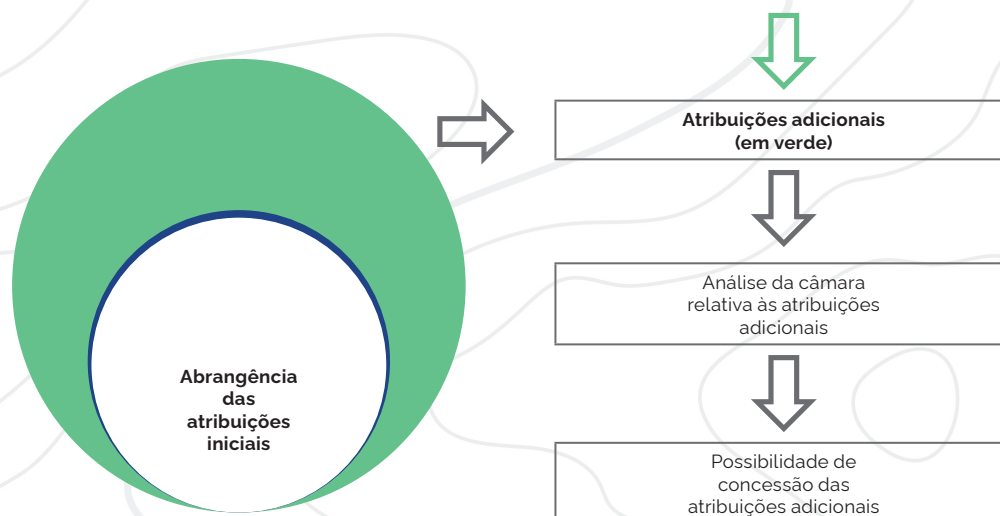 Atribuições adicionais
(em verde)
Análise da câmara
relativa às atribuições
adicionais
Abrangência
das
atribuições
iniciais
Possibilidade de
concessão das
atribuições adicionais